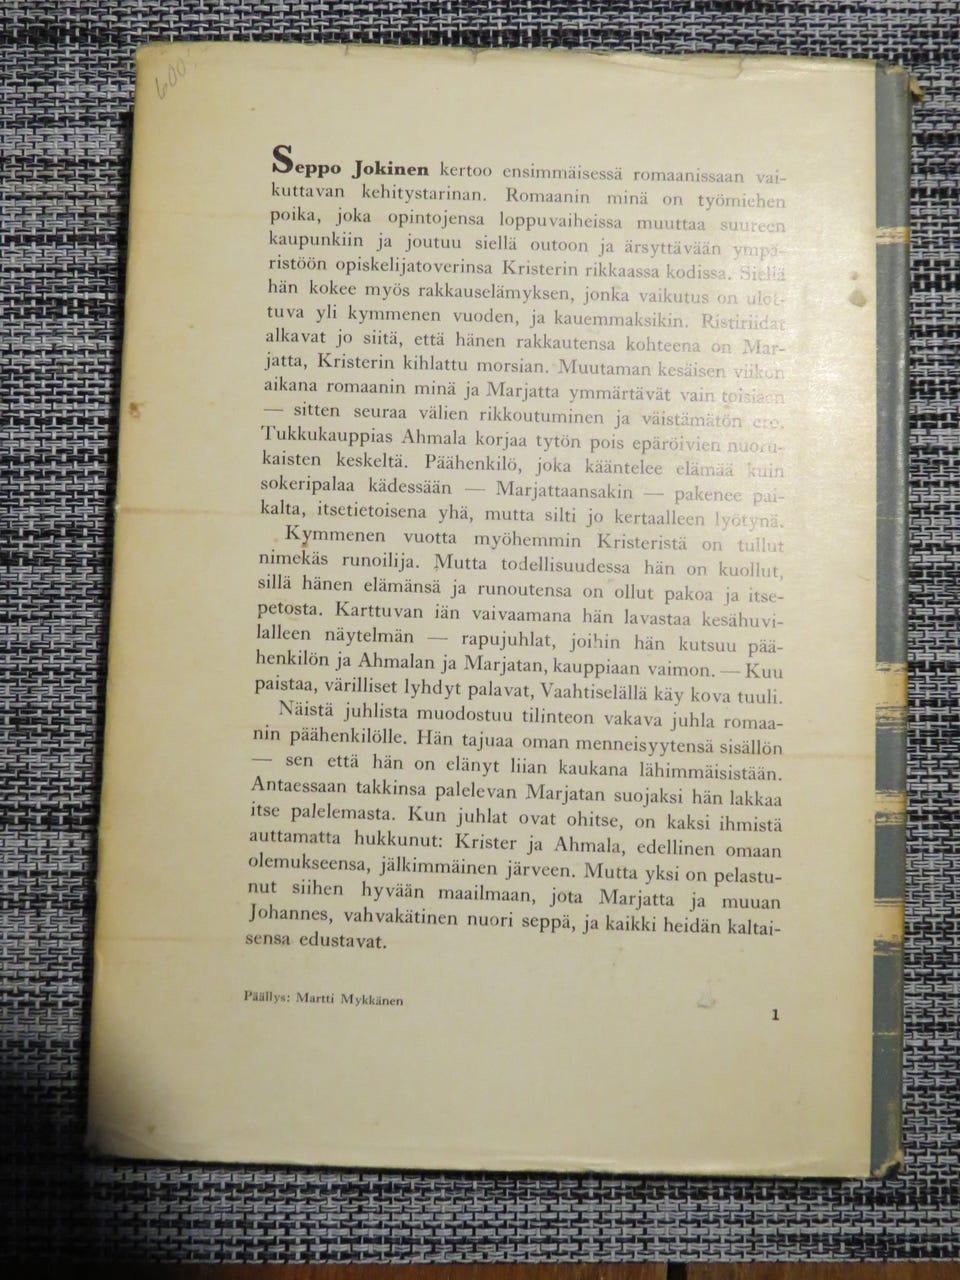 600:-
Seppo Jokinen kertoo ensimmäisessä romaanissaan vai-
kuttavan kehitystarinan. Romaanin minä on työmiehen
poika, joka opintojensa loppuvaiheissa muuttaa suureen
kaupunkiin ja joutuu siellä outoon ja ärsyttävään ympä-
ristöön opiskelijatoverinsa Kristerin rikkaassa kodissa. Siellä
hän kokee myös rakkauselämyksen, jonka vaikutus on ulot-
tuva yli kymmenen vuoden, ja kauemmaksikin. Ristiriidat
alkavat jo siitä, että hänen rakkautensa kohteena on Mar-
jatta, Kristerin kihlattu morsian. Muutaman kesäisen viikon
aikana romaanin minä ja Marjatta ymmärtävät vain toisiaan
— sitten seuraa välien rikkoutuminen ja väistämätön ero.
Tukkukauppias Ahmala korjaa tytön pois epäröivien nuoru-
kaisten keskeltä. Päähenkilö, joka kääntelee elämää kuin
sokeripalaa kädessään — Marjattaansakin — pakenee pai-
kalta, itsetietoisena yhä, mutta silti jo kertaalleen lyötynä.
Kymmenen vuotta myöhemmin Kristeristä on tullut
nimekäs runoilija. Mutta todellisuudessa hän on kuollut,
sillä hänen elämänsä ja runoutensa on ollut pakoa ja itse-
petosta. Karttuvan iän vaivaamana hän lavastaa kesähuvi-
lalleen näytelmän — rapujuhlat, joihin hän kutsuu pää-
henkilön ja Ahmalan ja Marjatan, kauppiaan vaimon. — Kuu
paistaa, värilliset lyhdyt palavat, Vaahtiselällä käy kova tuuli.
Näistä juhlista muodostuu tilinteon vakava juhla romaa-
nin päähenkilölle. Hän tajuaa oman menneisyytensä sisällön
— sen että hän on elänyt liian kaukana lähimmäisistään.
Antaessaan takkinsa palelevan Marjatan suojaksi hän lakkaa
itse palelemasta. Kun juhlat ovat ohitse, on kaksi ihmistä
auttamatta hukkunut: Krister ja Ahmala, edellinen omaan
olemukseensa, jälkimmäinen järveen. Mutta yksi on pelastu-
nut siihen hyvään maailmaan, jota Marjatta ja muuan
Johannes, vahvakätinen nuori seppä, ja kaikki heidän kaltai-
sensa edustavat.
Päällys: Martti Mykkänen
1